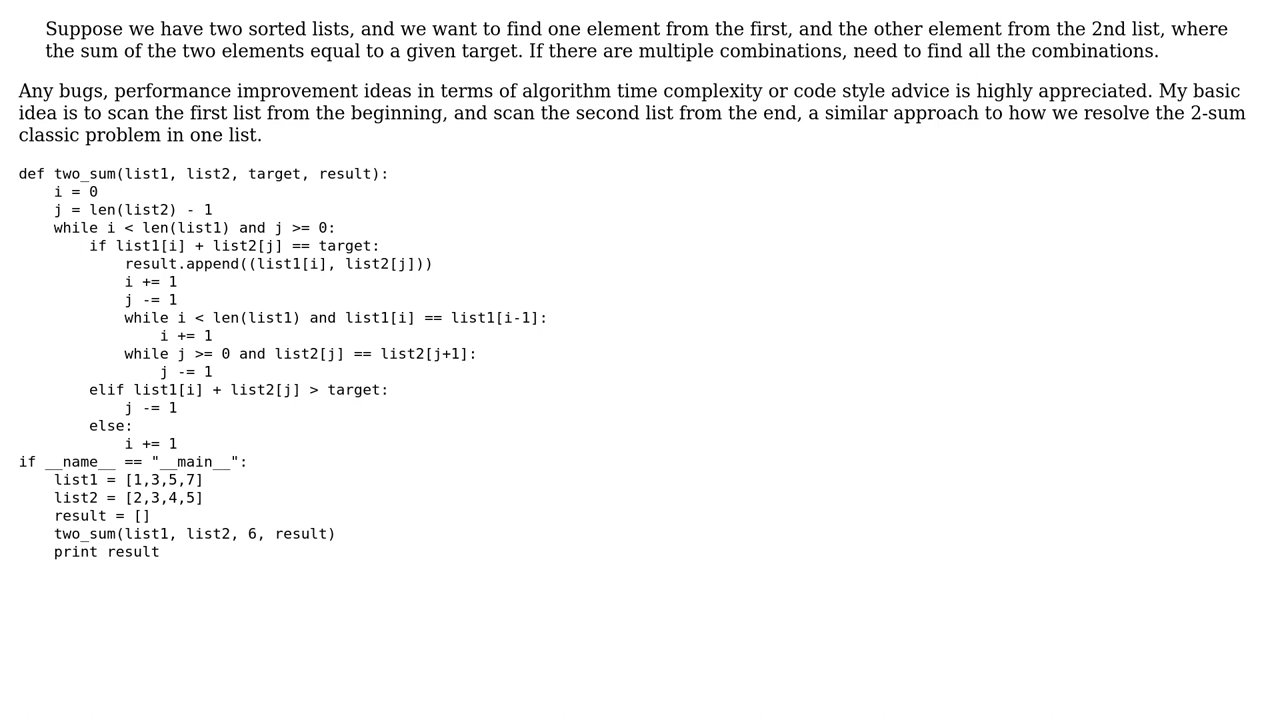 Suppose we have two sorted lists, and we want to find one element from the first, and the other element from the 2nd list, where
the sum of the two elements equal to a given target. If there are multiple combinations, need to find all the combinations.
Any bugs, performance improvement ideas in terms of algorithm time complexity or code style advice is highly appreciated. My basic
idea is to scan the first list from the beginning, and scan the second list from the end, a similar approach to how we resolve the 2-sum
classic problem in one list.
def two_sum(list1, list2, target, result):
    i = 0
    j = len(list2) - 1
    while i < len(list1) and j >= 0:
        if list1[i] + list2[j] == target:
            result.append((list1[i], list2[j]))
            i += 1
            j -= 1
            while i < len(list1) and list1[i] == list1[i-1]:
                i += 1
            while j >= 0 and list2[j] == list2[j+1]:
                j -= 1
        elif list1[i] + list2[j] > target:
            j -= 1
        else:
            i += 1
if __name__ == "__main__":
    list1 = [1,3,5,7]
    list2 = [2,3,4,5]
    result = []
    two_sum(list1, list2, 6, result)
    print result